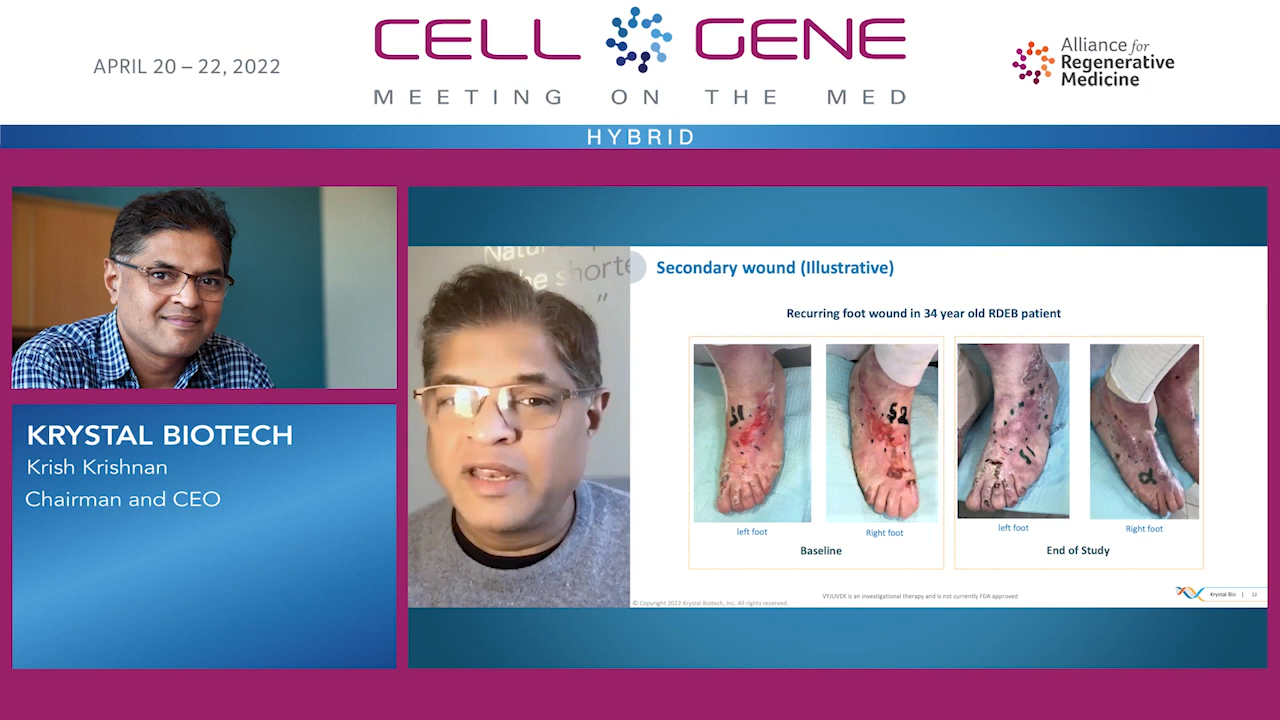 APRIL 20 – 22, 2022
CELL GENE
MEETING ON THE MED
Alliance for
Regenerative
Medicine
HYBRID
KRYSTAL BIOTECH
Krish Krishnan
Chairman and CEO
Secondary wound (Illustrative)
Recurring foot wound in 34 year old RDEB patient
left foot
Right foot
left foot
Right foot
Baseline
End of Study
VYJUVEK is an investigational therapy and is not currently FDA approved
© Copyright 2022 Krystal Biotech, Inc. All rights reserved.
Krystal Bio | 12